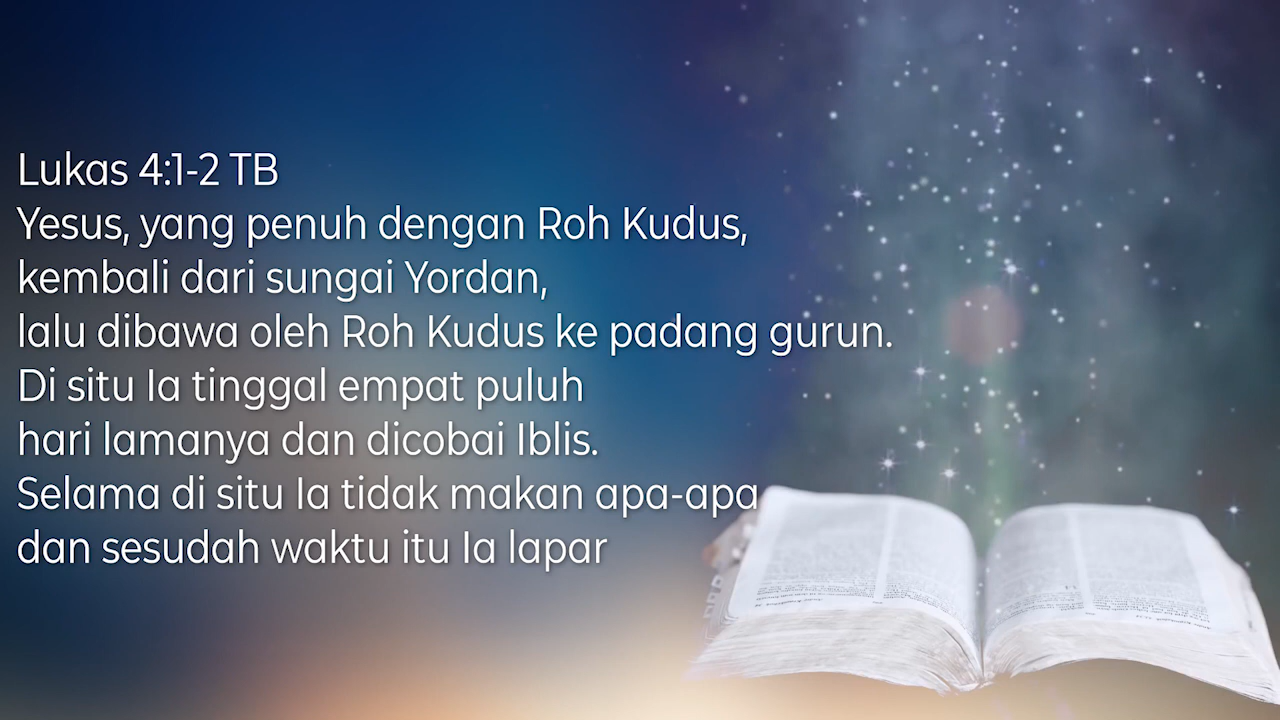 Lukas 4:1-2 TB
Yesus, yang penuh dengan Roh Kudus,
kembali dari sungai Yordan,
lalu dibawa oleh Roh Kudus ke padang gurun.
Di situ Ia tinggal empat puluh
hari lamanya dan dicobai Iblis.
Selama di situ Ia tidak makan apa-apa
dan sesudah waktu itu Ia lapar